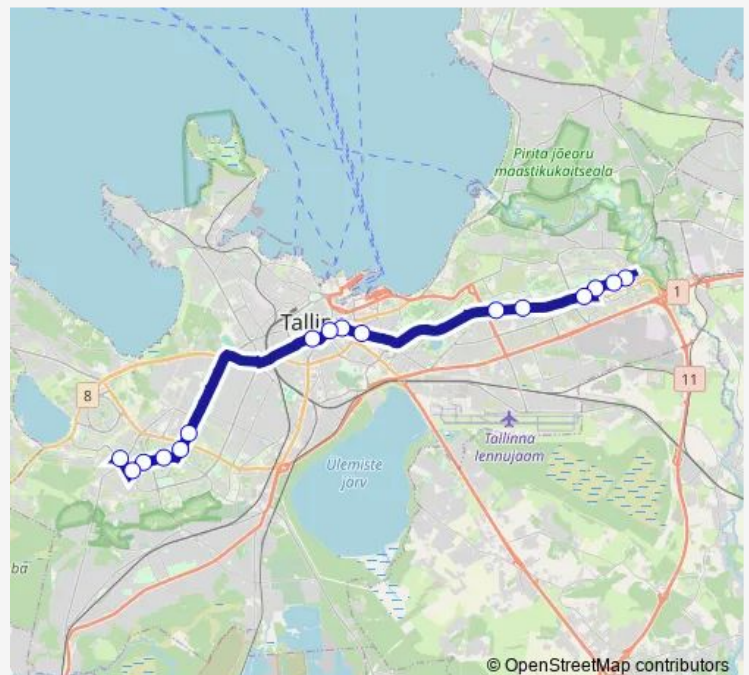 Pirita jõeoru
maastikukaitseala
1
Tallin
8
11
Tallinna
lennujaam
Ülemiste
järv
ba
© OpenStreetMap contributors